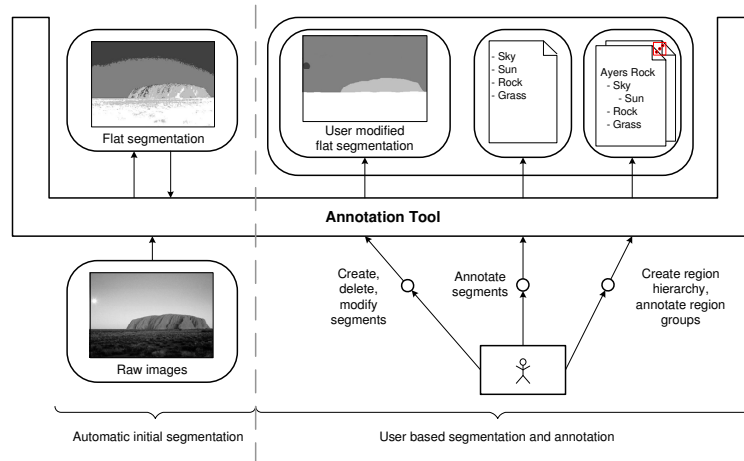 Flat segmentation
User modified
flat segmentation
- Sky
- Sun
- Rock
- Grass
Ayers Rock
- Sky
- Sun
- Rock
- Grass
Annotation Tool
Raw images
Create,
delete,
modify
segments
Annotate
segments
Create region
hierarchy,
annotate region
groups
Automatic initial segmentation
User based segmentation and annotation